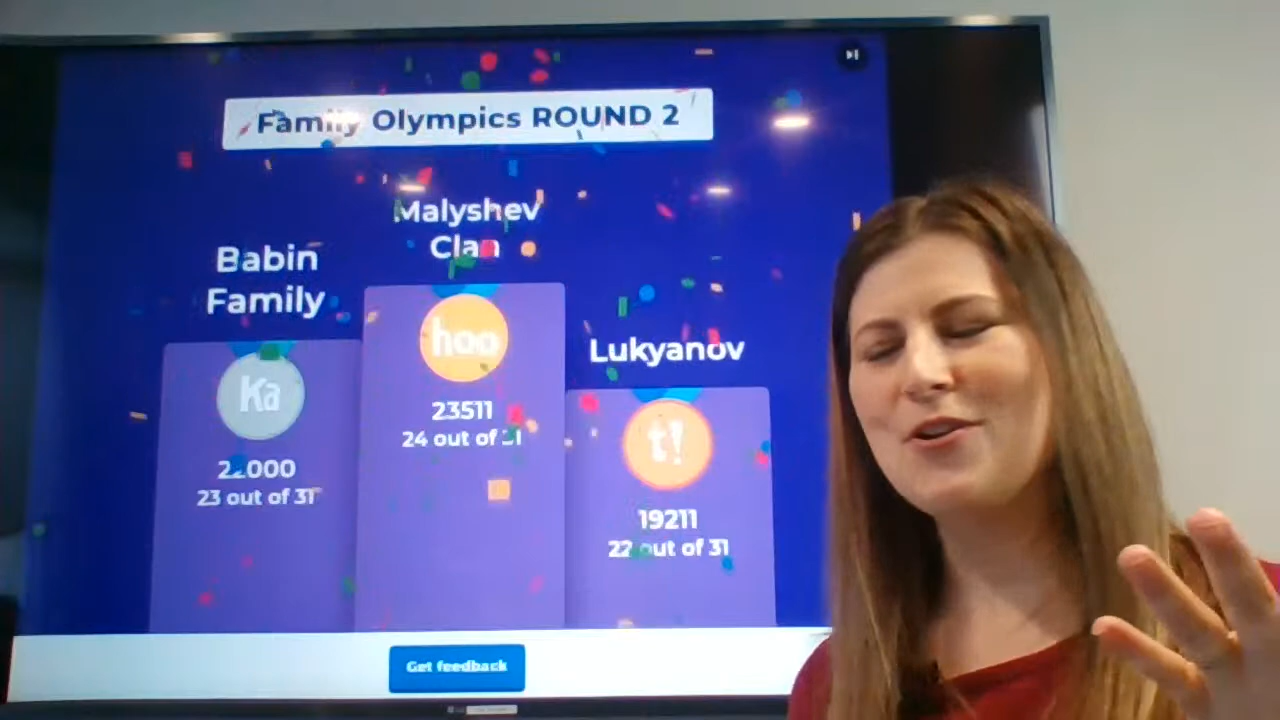 Family Olympics ROUND 2
Malyshev
Clan
Babin
Family
Lukyanov
hoo
Ka
t!
23511
24 out of 31
22000
23 out of 31
19211
22 out of 31
Get feedback